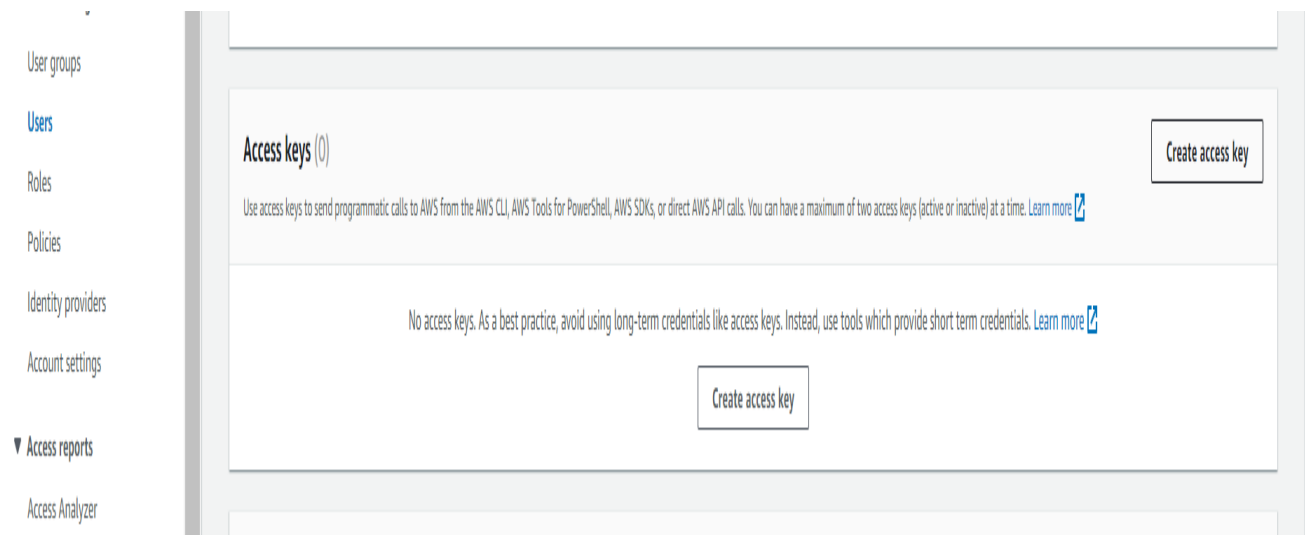 User groups
Users
Roles
Policies
Identity providers
Account settings
Access reports
Access Analyzer
Access keys (0)
Create access key
Use access keys to send programmatic calls to AWS from the AWS CLI, AWS Tools for PowerShell, AWS SDKs, or direct AWS API calls. You can have a maximum of two access keys (active or inactive) at a time. Learn more
No access keys. As a best practice, avoid using long-term credentials like access keys. Instead, use tools which provide short term credentials. Learn more
Create access key